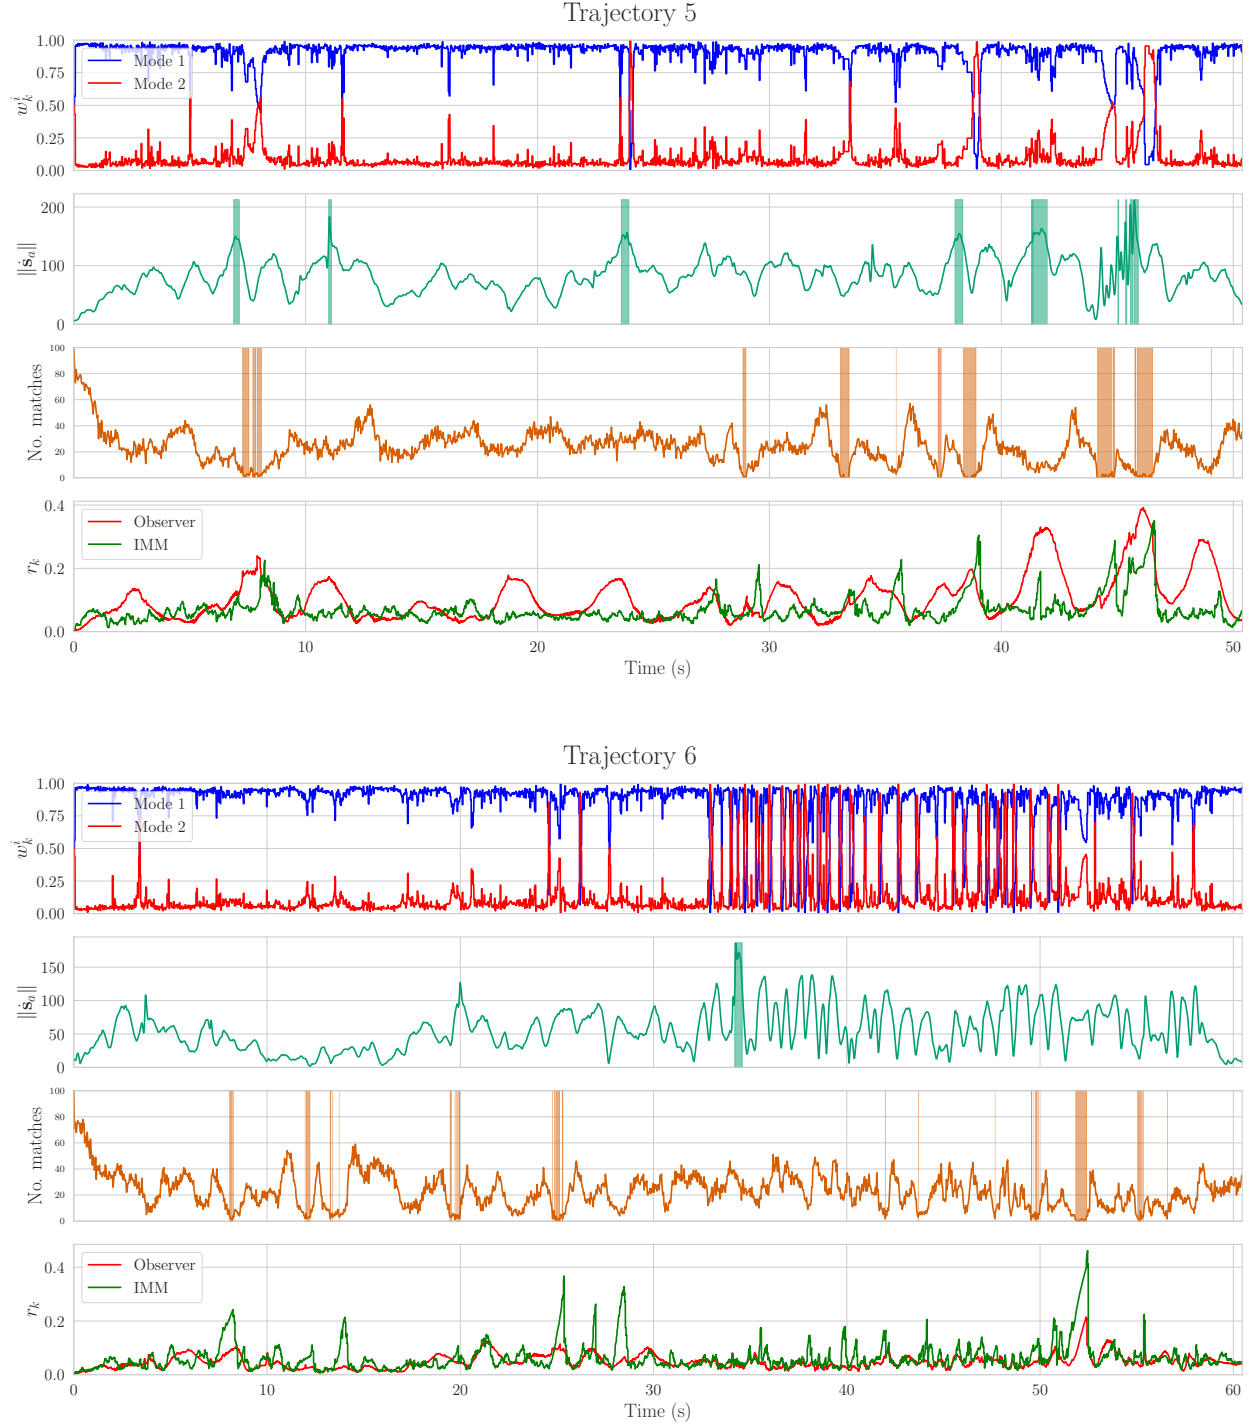 Trajectory 5
1.00
0.75
0.50
0.25
0.00
w_k^i
Mode 1
Mode 2
200
100
0
||ṡ_a||
100
80
60
40
20
0
No. matches
0.4
0.2
0.0
r_k
Observer
IMM
0 10 20 30 40 50
Time (s)
Trajectory 6
1.00
0.75
0.50
0.25
0.00
w_k^i
Mode 1
Mode 2
150
100
50
0
||ṡ_a||
100
80
60
40
20
0
No. matches
0.4
0.2
0.0
r_k
Observer
IMM
0 10 20 30 40 50 60
Time (s)